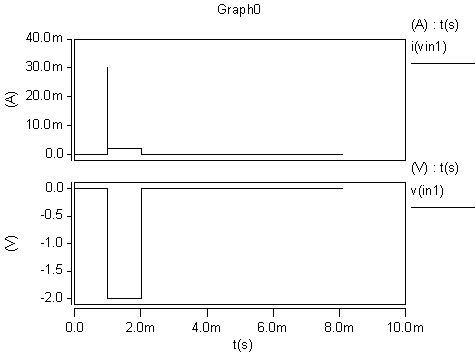 Graph0
(A) : t(s)
i(vin1)
40.0m
30.0m
20.0m
10.0m
0.0
(A)
(V) : t(s)
v(in1)
0.0
-0.5
-1.0
-1.5
-2.0
(V)
0.0 2.0m 4.0m 6.0m 8.0m 10.0m
t(s)